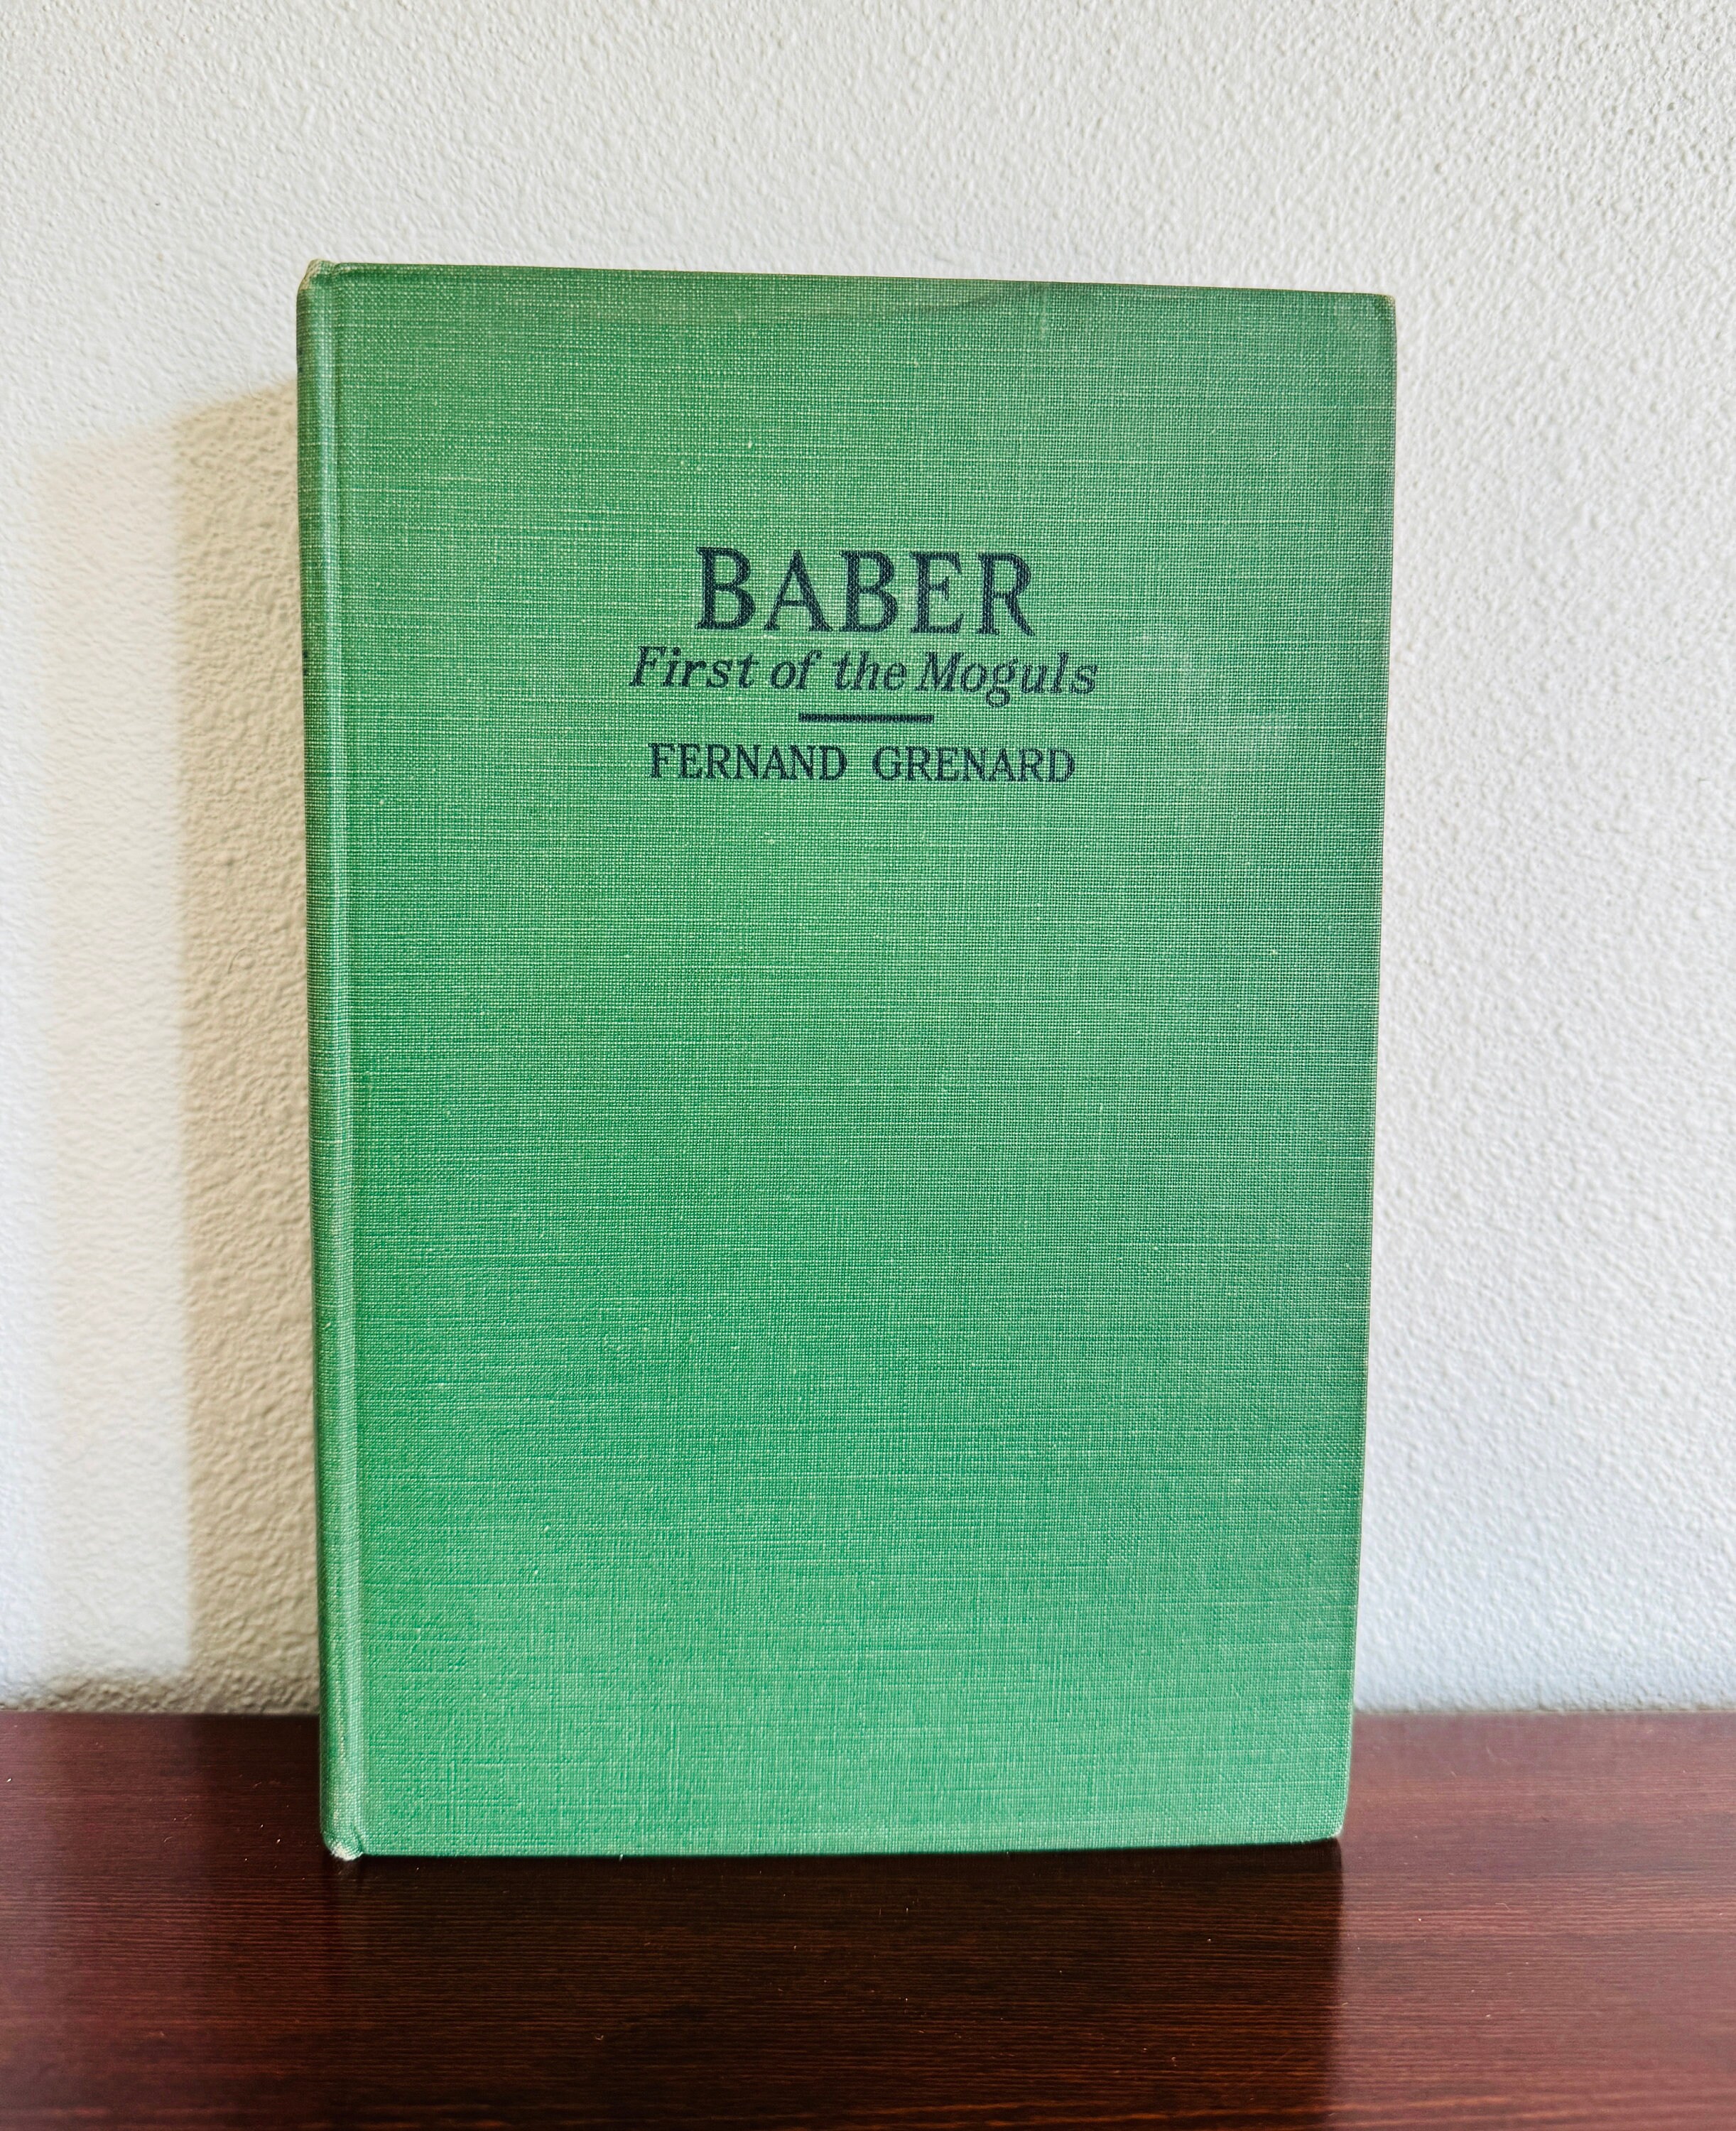 BABER
First of the Moguls
FERNAND GRENARD